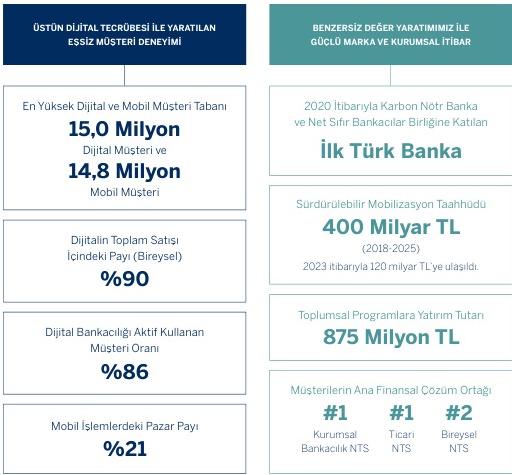 ÜSTÜN DİJİTAL TECRÜBESİ İLE YARATILAN
EŞSİZ MÜŞTERİ DENEYİMİ
En Yüksek Dijital ve Mobil Müşteri Tabanı
15,0 Milyon
Dijital Müşteri ve
14,8 Milyon
Mobil Müşteri
Dijitalin Toplam Satışı
İçindeki Payı (Bireysel)
%90
Dijital Bankacılığı Aktif Kullanan
Müşteri Oranı
%86
Mobil İşlemlerdeki Pazar Payı
%21
BENZERSİZ DEĞER YARATIMIMIZ İLE
GÜÇLÜ MARKA VE KURUMSAL İTİBAR
2020 İtibarıyla Karbon Nötr Banka
ve Net Sıfır Bankacılar Birliğine Katılan
İlk Türk Banka
Sürdürülebilir Mobilizasyon Taahhüdü
400 Milyar TL
(2018-2025)
2023 itibarıyla 120 milyar TL'ye ulaşıldı.
Toplumsal Programlara Yatırım Tutarı
875 Milyon TL
Müşterilerin Ana Finansal Çözüm Ortağı
#1 #1 #2
Kurumsal Ticari Bireysel
Bankacılık NTS NTS NTS